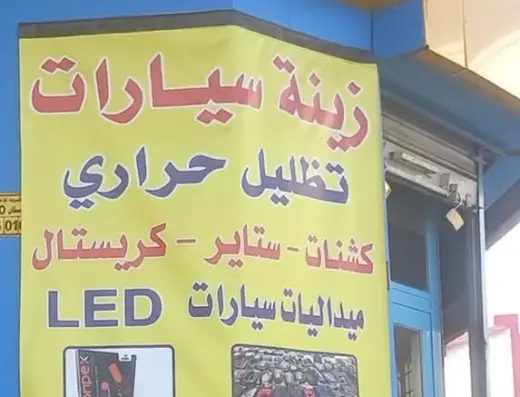 زينة سيارات
تظليل حراري
كشنات - ستاير - كريستال
ميداليات سيارات LED